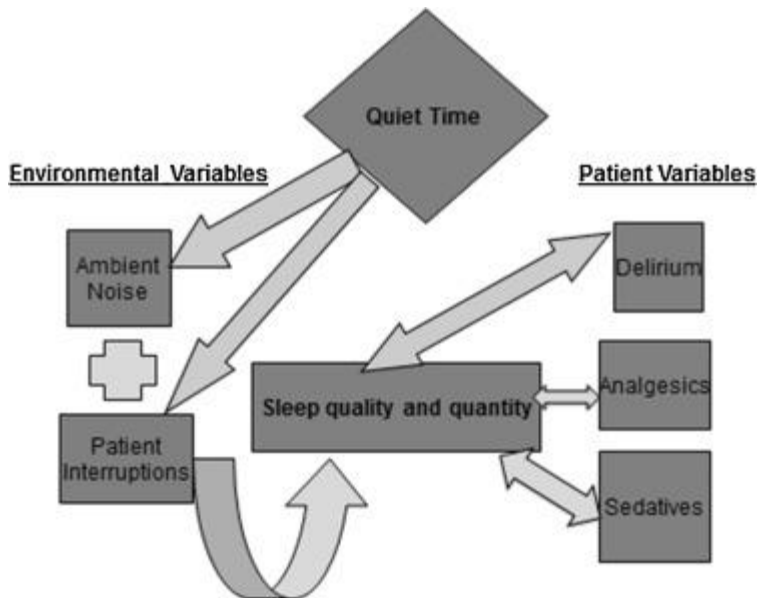 Quiet Time
Environmental Variables
Patient Variables
Ambient
Noise
Delirium
Analgesics
Sleep quality and quantity
Patient
Interruptions
Sedatives